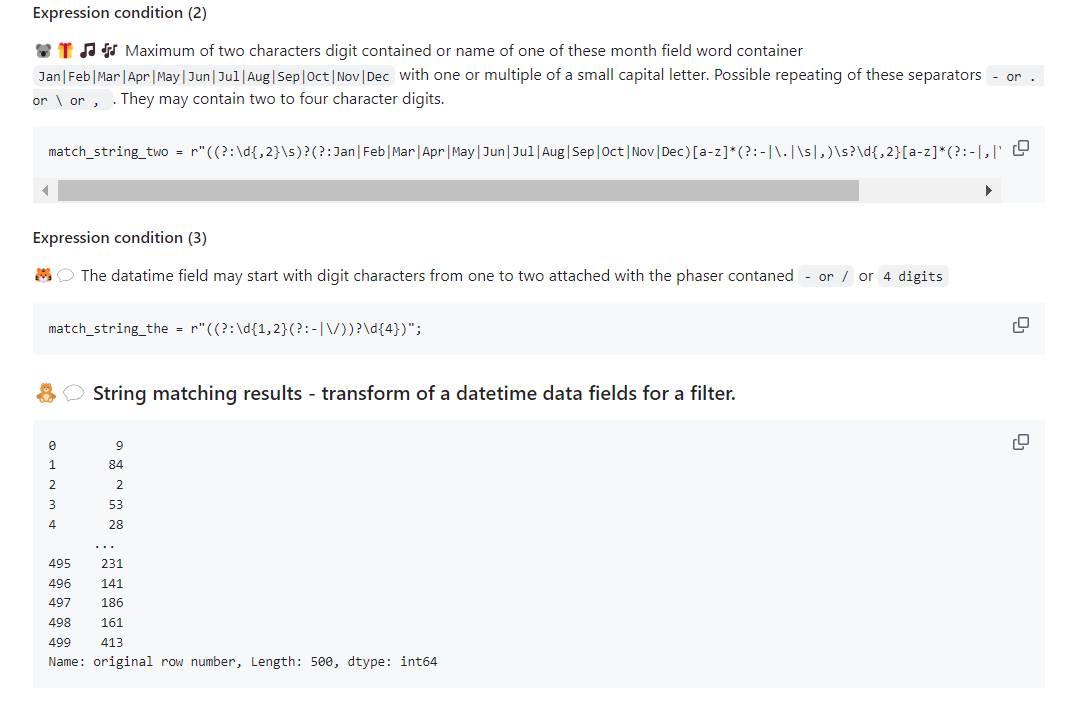 Expression condition (2)
🐨🎁🎵🎶 Maximum of two characters digit contained or name of one of these month field word container
Jan|Feb|Mar|Apr|May|Jun|Jul|Aug|Sep|Oct|Nov|Dec with one or multiple of a small capital letter. Possible repeating of these separators - or .
or \ or , . They may contain two to four character digits.
match_string_two = r"((?:\d{,2}\s)?(?:Jan|Feb|Mar|Apr|May|Jun|Jul|Aug|Sep|Oct|Nov|Dec)[a-z]*(?:-|\.|\s|,)\s?\d{,2}[a-z]*(?:-|,|
Expression condition (3)
🐯💬 The datatime field may start with digit characters from one to two attached with the phaser contaned - or / or 4 digits
match_string_the = r"((?:\d{1,2}(?:-|\/))?\d{4})";
🧸💬 String matching results - transform of a datetime data fields for a filter.
0 9
1 84
2 2
3 53
4 28
...
495 231
496 141
497 186
498 161
499 413
Name: original row number, Length: 500, dtype: int64